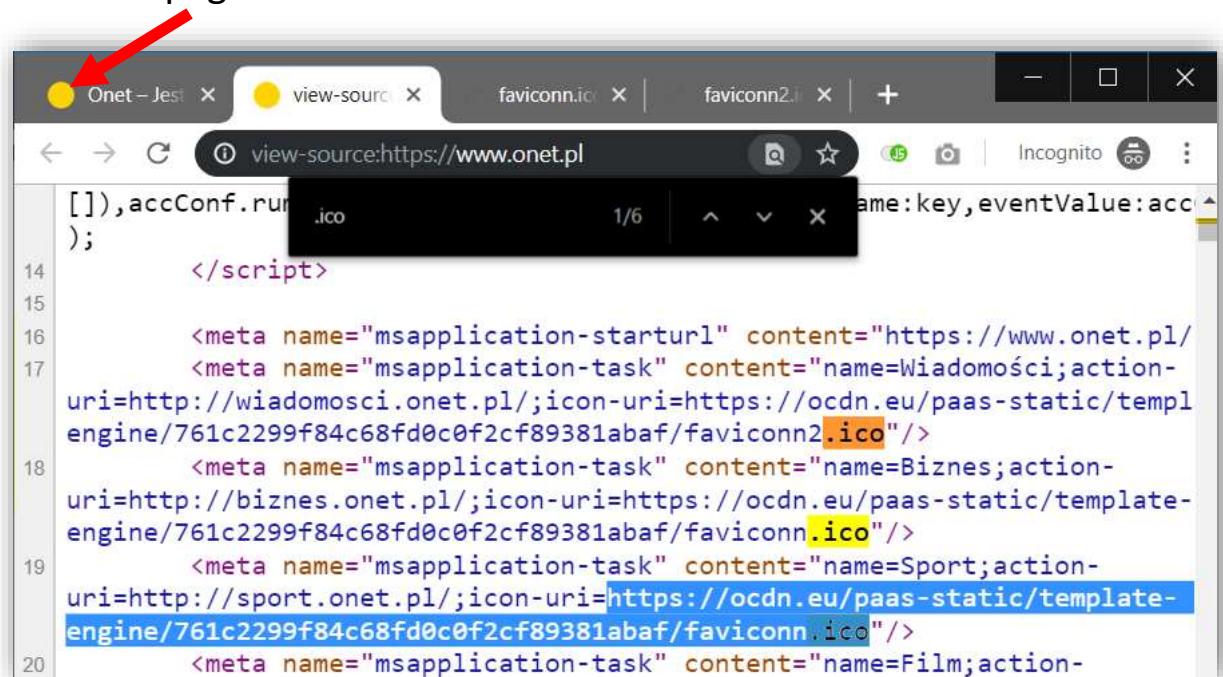 Onet – Jest
view-sourc
faviconn.ic
faviconn2.i
view-source:https://www.onet.pl
Incognito
.ico 1/6
[]),accConf.run ame:key,eventValue:acc
);
14 </script>
15
16 <meta name="msapplication-starturl" content="https://www.onet.pl/
17 <meta name="msapplication-task" content="name=Wiadomości;action-
uri=http://wiadomosci.onet.pl/;icon-uri=https://ocdn.eu/paas-static/templ
engine/761c2299f84c68fd0c0f2cf89381abaf/faviconn2.ico"/>
18 <meta name="msapplication-task" content="name=Biznes;action-
uri=http://biznes.onet.pl/;icon-uri=https://ocdn.eu/paas-static/template-
engine/761c2299f84c68fd0c0f2cf89381abaf/faviconn.ico"/>
19 <meta name="msapplication-task" content="name=Sport;action-
uri=http://sport.onet.pl/;icon-uri=https://ocdn.eu/paas-static/template-
engine/761c2299f84c68fd0c0f2cf89381abaf/faviconn.ico"/>
20 <meta name="msapplication-task" content="name=Film;action-